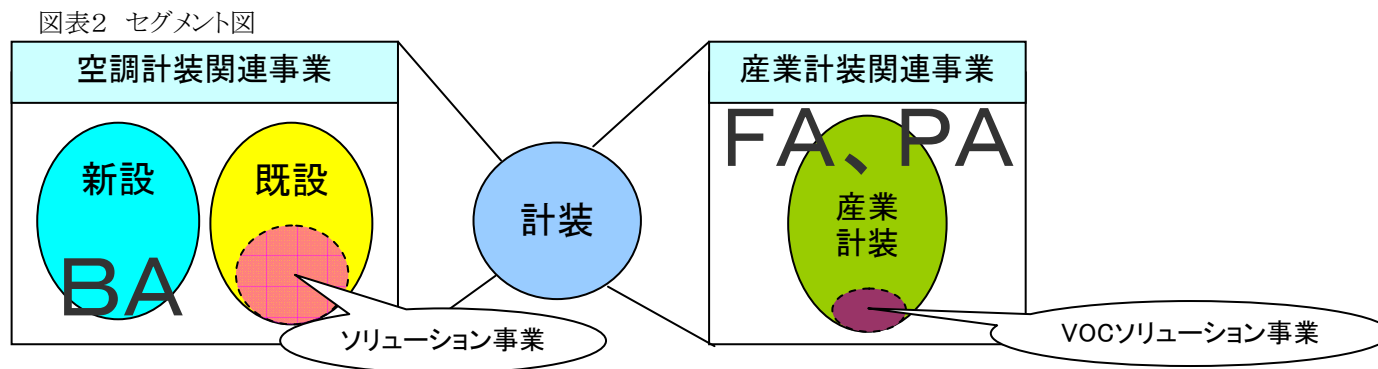 図表2 セグメント図
空調計装関連事業
新設
既設
BA
ソリューション事業
計装
産業計装関連事業
FA、PA
産業
計装
VOCソリューション事業